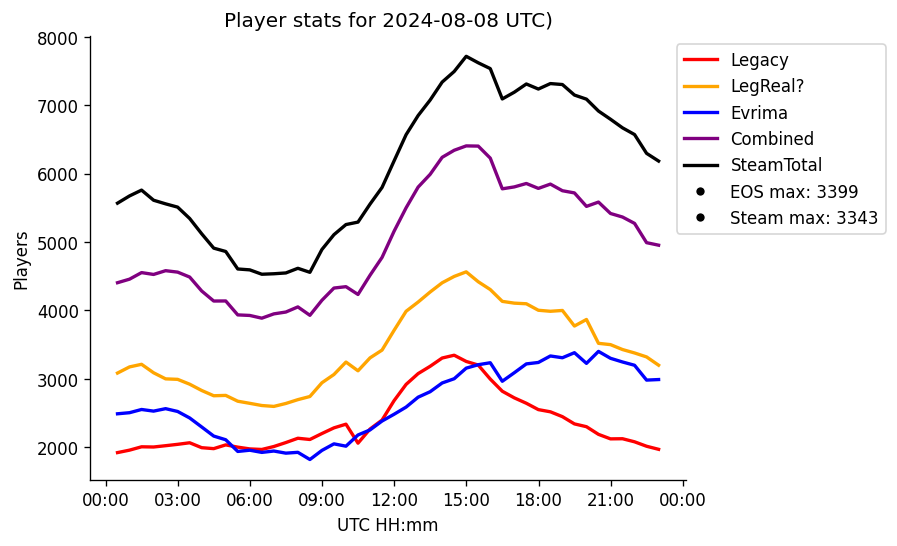 Player stats for 2024-08-08 UTC)
8000
7000
6000
5000
4000
3000
2000
Players
00:00 03:00 06:00 09:00 12:00 15:00 18:00 21:00 00:00
UTC HH:mm
Legacy
LegReal?
Evrima
Combined
SteamTotal
EOS max: 3399
Steam max: 3343